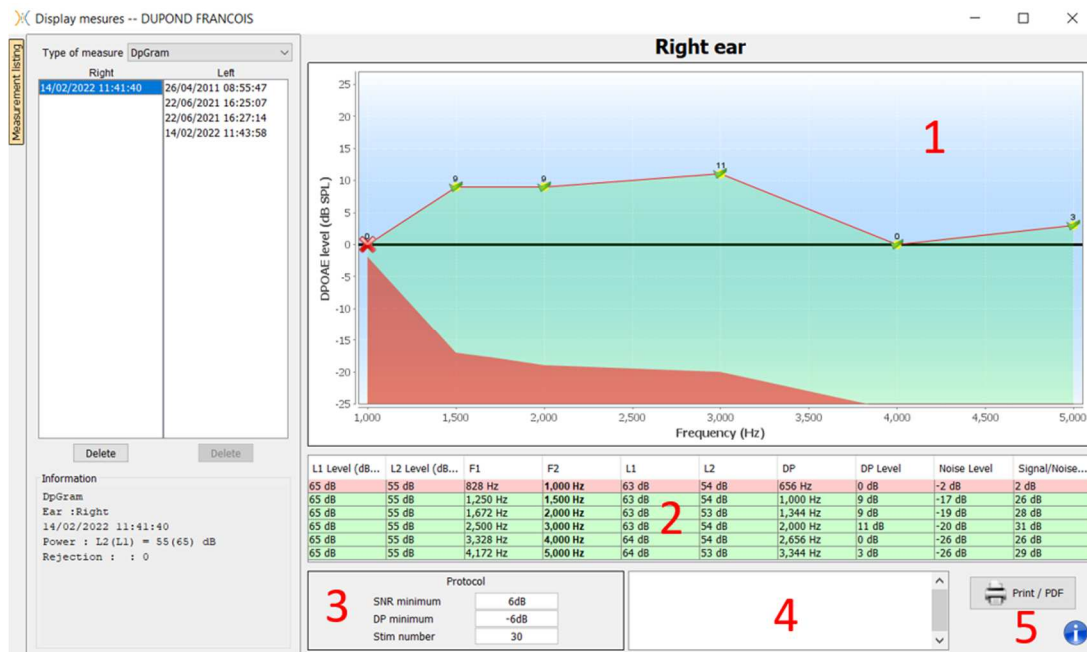 Display mesures -- DUPOND FRANCOIS
Measurement listing
Type of measure DpGram
Right Left
14/02/2022 11:41:40 26/04/2011 08:55:47
22/06/2021 16:25:07
22/06/2021 16:27:14
14/02/2022 11:43:58
Delete Delete
Information
DpGram
Ear :Right
14/02/2022 11:41:40
Power : L2(L1) = 55(65) dB
Rejection : : 0
Right ear
DPOAE level (dB SPL)
25
20
15
10
5
0
-5
-10
-15
-20
-25
0 9 9 11 0 3
1
1,000 1,500 2,000 2,500 3,000 3,500 4,000 4,500 5,000
Frequency (Hz)
L1 Level (dB... L2 Level (dB... F1 F2 L1 L2 DP DP Level Noise Level Signal/Noise...
65 dB 55 dB 828 Hz 1,000 Hz 63 dB 54 dB 656 Hz 0 dB -2 dB 2 dB
65 dB 55 dB 1,250 Hz 1,500 Hz 63 dB 54 dB 1,000 Hz 9 dB -17 dB 26 dB
65 dB 55 dB 1,672 Hz 2,000 Hz 63 dB 53 dB 1,344 Hz 9 dB -19 dB 28 dB
65 dB 55 dB 2,500 Hz 3,000 Hz 63 dB 54 dB 2,000 Hz 11 dB -20 dB 31 dB
65 dB 55 dB 3,328 Hz 4,000 Hz 64 dB 54 dB 2,656 Hz 0 dB -26 dB 26 dB
65 dB 55 dB 4,172 Hz 5,000 Hz 64 dB 53 dB 3,344 Hz 3 dB -26 dB 29 dB
2
Protocol
3
SNR minimum 6dB
DP minimum -6dB
Stim number 30
4
Print / PDF
5
i